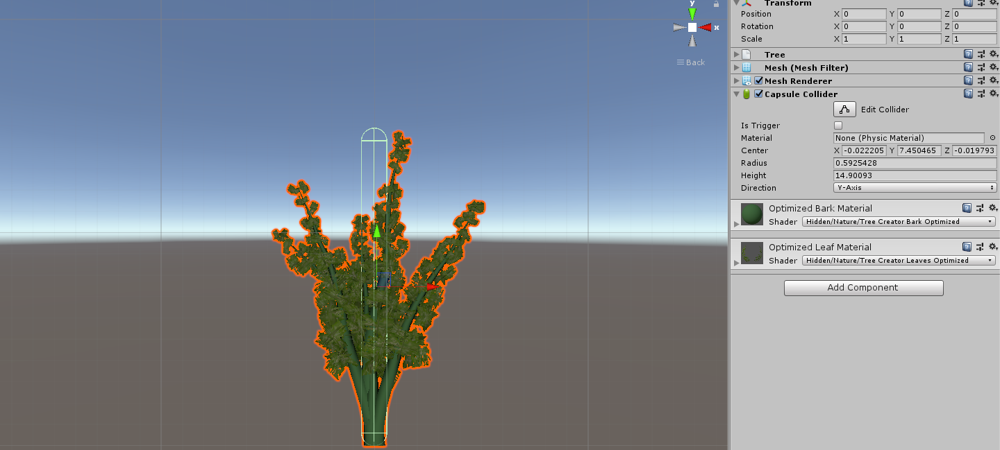 y
x
Back
Transform
Position X 0 Y 0 Z 0
Rotation X 0 Y 0 Z 0
Scale X 1 Y 1 Z 1
Tree
Mesh (Mesh Filter)
Mesh Renderer
Capsule Collider
Edit Collider
Is Trigger
Material None (Physic Material)
Center X -0.022205 Y 7.450465 Z -0.019793
Radius 0.5925428
Height 14.90093
Direction Y-Axis
Optimized Bark Material
Shader Hidden/Nature/Tree Creator Bark Optimized
Optimized Leaf Material
Shader Hidden/Nature/Tree Creator Leaves Optimized
Add Component